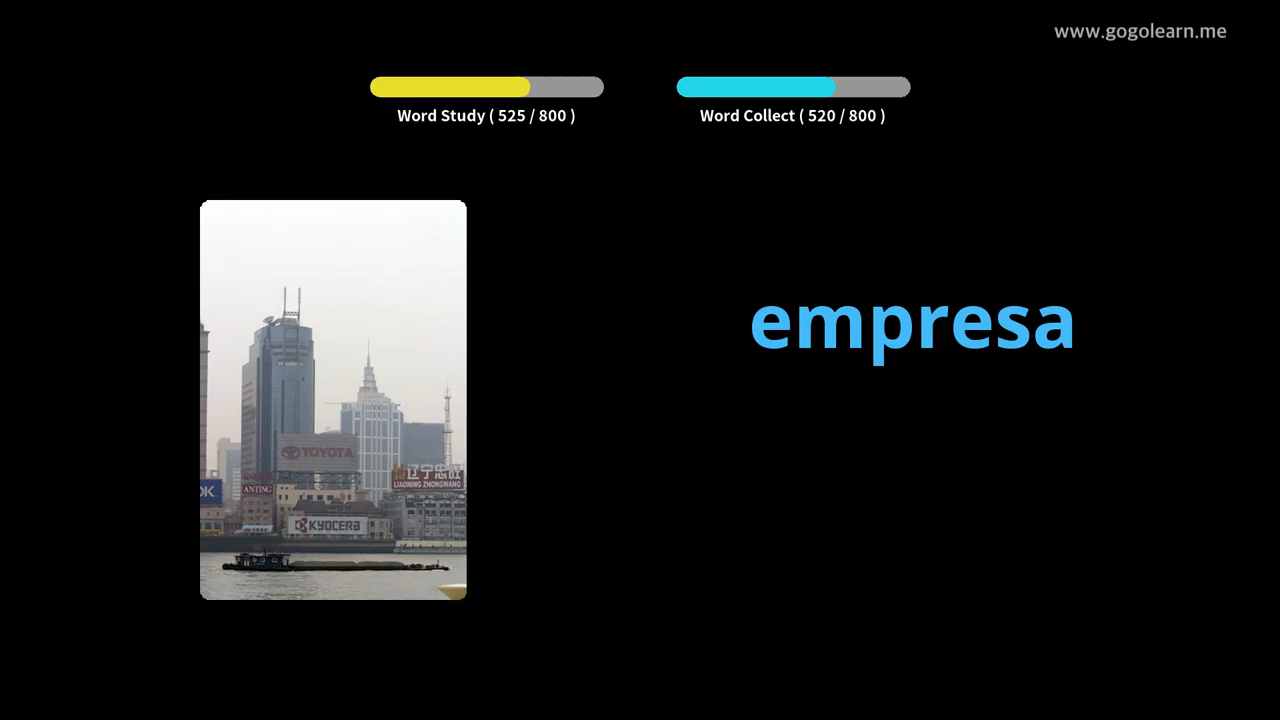 www.gogolearn.me
Word Study ( 525 / 800 )
Word Collect ( 520 / 800 )
empresa
TOYOTA
辽宁忠旺
LIAONING ZHONGWANG
OK
ANTING
KYOCERA